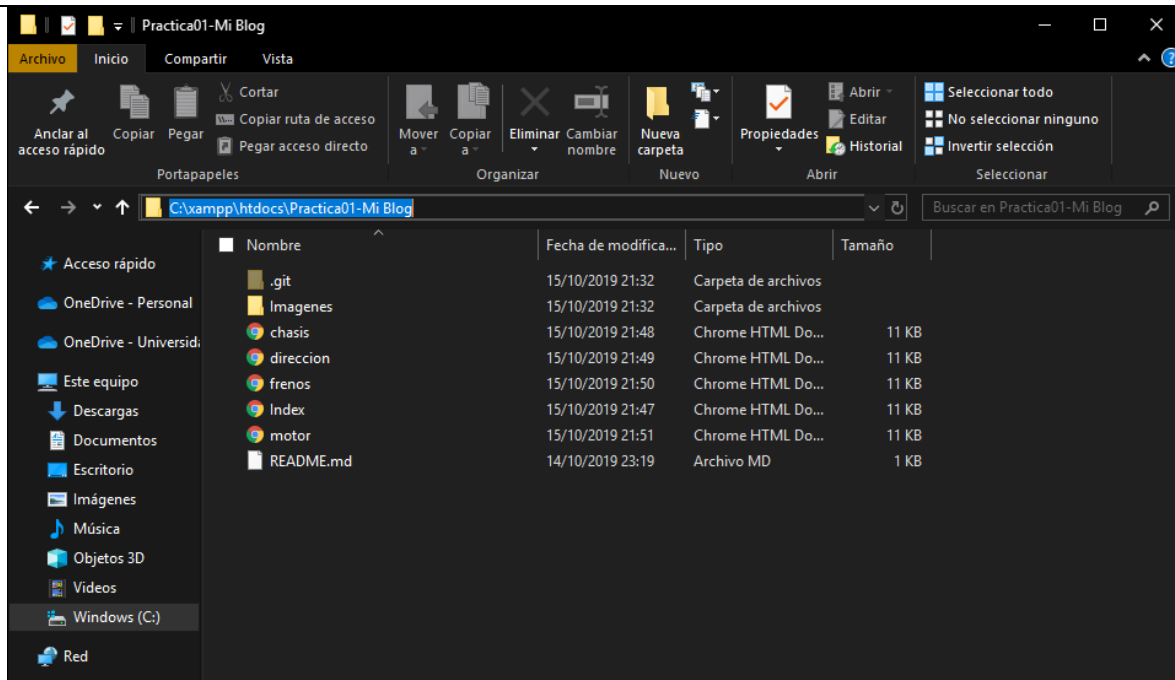 Practica01-Mi Blog
Archivo Inicio Compartir Vista
Anclar al acceso rápido
Copiar
Pegar
Cortar
Copiar ruta de acceso
Pegar acceso directo
Mover a
Copiar a
Eliminar
Cambiar nombre
Nueva carpeta
Propiedades
Abrir
Editar
Historial
Seleccionar todo
No seleccionar ninguno
Invertir selección
Portapapeles Organizar Nuevo Abrir Seleccionar
C:\xampp\htdocs\Practica01-Mi Blog
Buscar en Practica01-Mi Blog
Nombre Fecha de modifica... Tipo Tamaño
Acceso rápido
OneDrive - Personal
OneDrive - Universid
Este equipo
Descargas
Documentos
Escritorio
Imágenes
Música
Objetos 3D
Videos
Windows (C:)
Red
.git 15/10/2019 21:32 Carpeta de archivos
Imagenes 15/10/2019 21:32 Carpeta de archivos
chasis 15/10/2019 21:48 Chrome HTML Do... 11 KB
direccion 15/10/2019 21:49 Chrome HTML Do... 11 KB
frenos 15/10/2019 21:50 Chrome HTML Do... 11 KB
Index 15/10/2019 21:47 Chrome HTML Do... 11 KB
motor 15/10/2019 21:51 Chrome HTML Do... 11 KB
README.md 14/10/2019 23:19 Archivo MD 1 KB